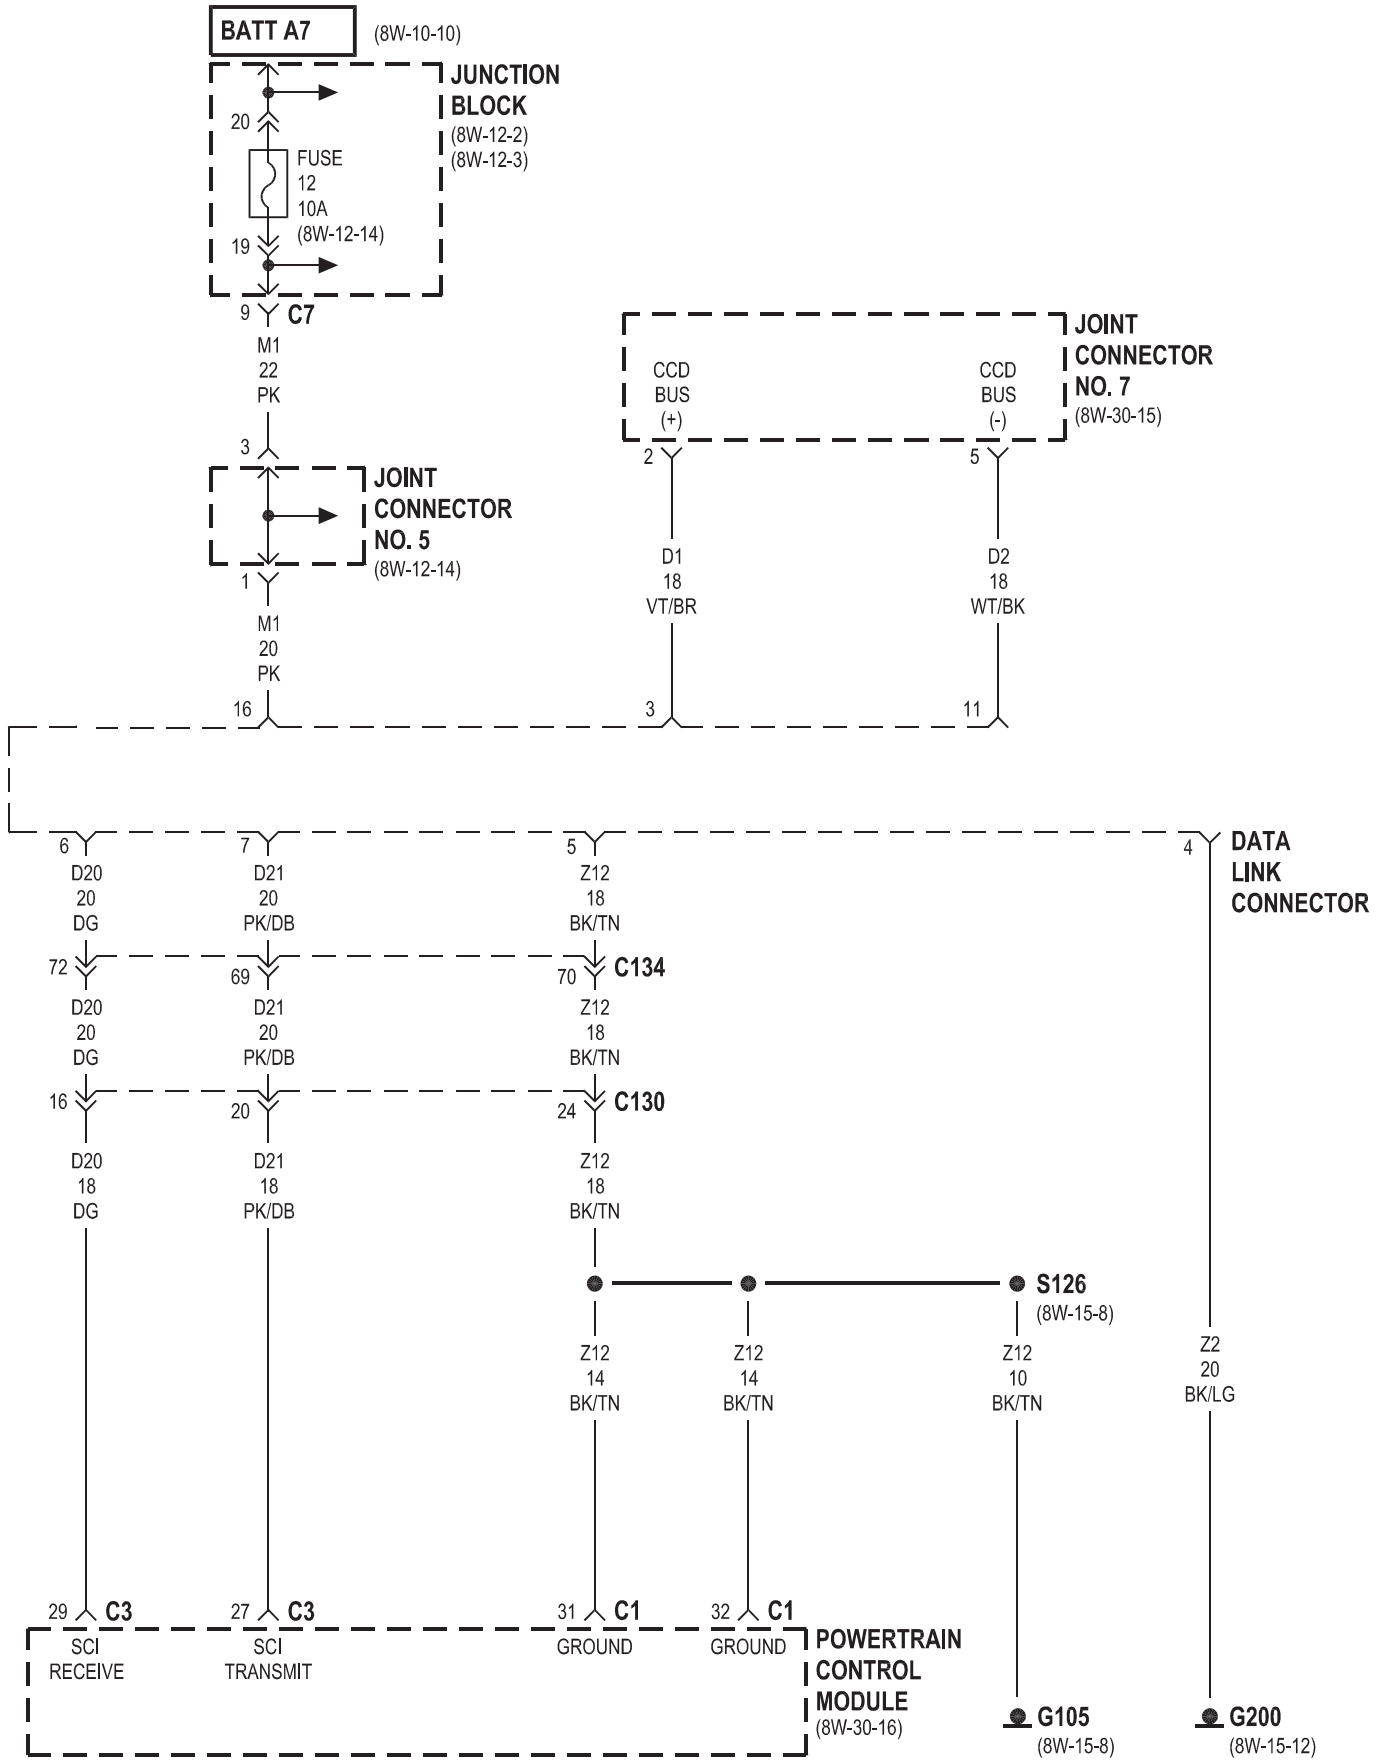 BATT A7 (8W-10-10)
JUNCTION
BLOCK
(8W-12-2)
(8W-12-3)
20
FUSE
12
10A
(8W-12-14)
19
9 C7
M1
22
PK
3
JOINT
CONNECTOR
NO. 5
(8W-12-14)
1
M1
20
PK
16
JOINT
CONNECTOR
NO. 7
(8W-30-15)
CCD
BUS
(+)
CCD
BUS
(-)
2
5
D1
18
VT/BR
D2
18
WT/BK
3
11
DATA
LINK
CONNECTOR
6 7 5 4
D20
20
DG
D21
20
PK/DB
Z12
18
BK/TN
72 69 70 C134
D20
20
DG
D21
20
PK/DB
Z12
18
BK/TN
16 20 24 C130
D20
18
DG
D21
18
PK/DB
Z12
18
BK/TN
S126
(8W-15-8)
Z12
14
BK/TN
Z12
14
BK/TN
Z12
10
BK/TN
Z2
20
BK/LG
29 C3 27 C3 31 C1 32 C1
SCI
RECEIVE
SCI
TRANSMIT
GROUND
GROUND
POWERTRAIN
CONTROL
MODULE
(8W-30-16)
G105
(8W-15-8)
G200
(8W-15-12)